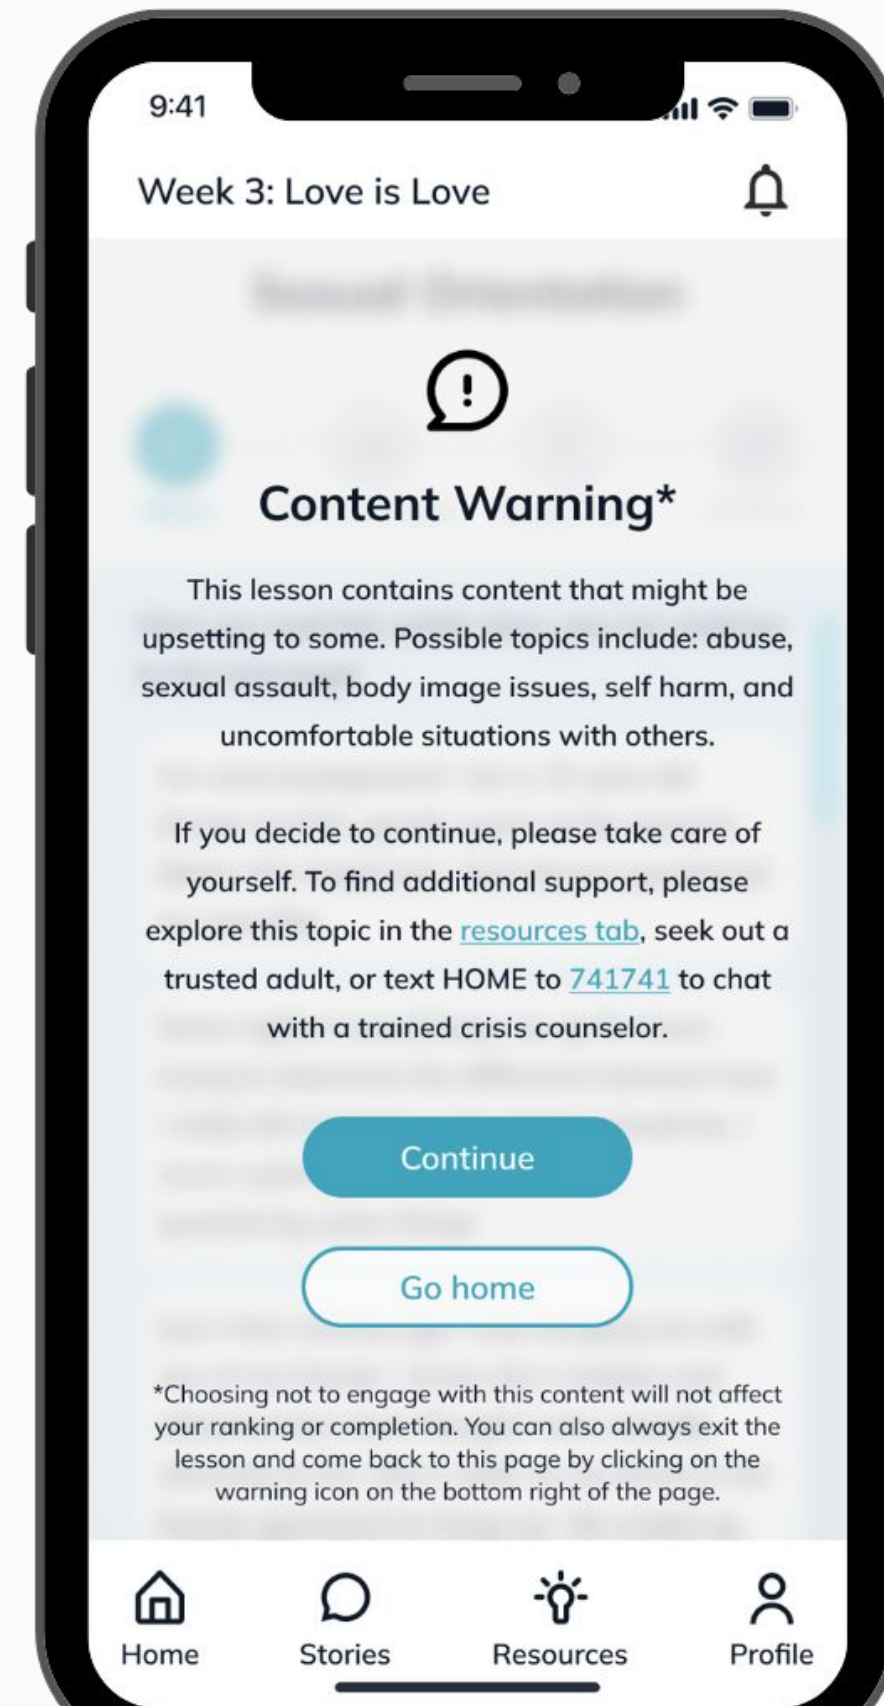 9:41
Week 3: Love is Love
Sexual Orientation
Content Warning*
This lesson contains content that might be
upsetting to some. Possible topics include: abuse,
sexual assault, body image issues, self harm, and
uncomfortable situations with others.
If you decide to continue, please take care of
yourself. To find additional support, please
explore this topic in the resources tab, seek out a
trusted adult, or text HOME to 741741 to chat
with a trained crisis counselor.
Continue
Go home
*Choosing not to engage with this content will not affect
your ranking or completion. You can also always exit the
lesson and come back to this page by clicking on the
warning icon on the bottom right of the page.
Home
Stories
Resources
Profile